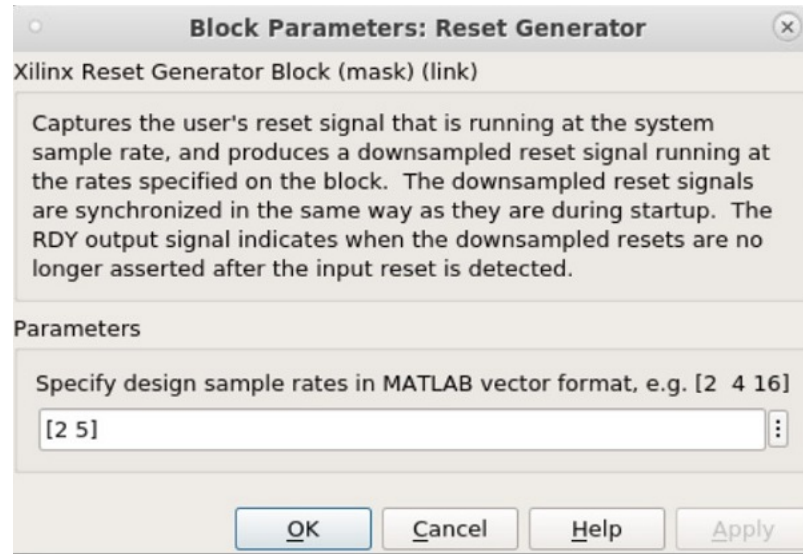 Block Parameters: Reset Generator
Xilinx Reset Generator Block (mask) (link)
Captures the user's reset signal that is running at the system
sample rate, and produces a downsampled reset signal running at
the rates specified on the block.  The downsampled reset signals
are synchronized in the same way as they are during startup.  The
RDY output signal indicates when the downsampled resets are no
longer asserted after the input reset is detected.
Parameters
Specify design sample rates in MATLAB vector format, e.g. [2  4 16]
[2 5]
OK Cancel Help Apply